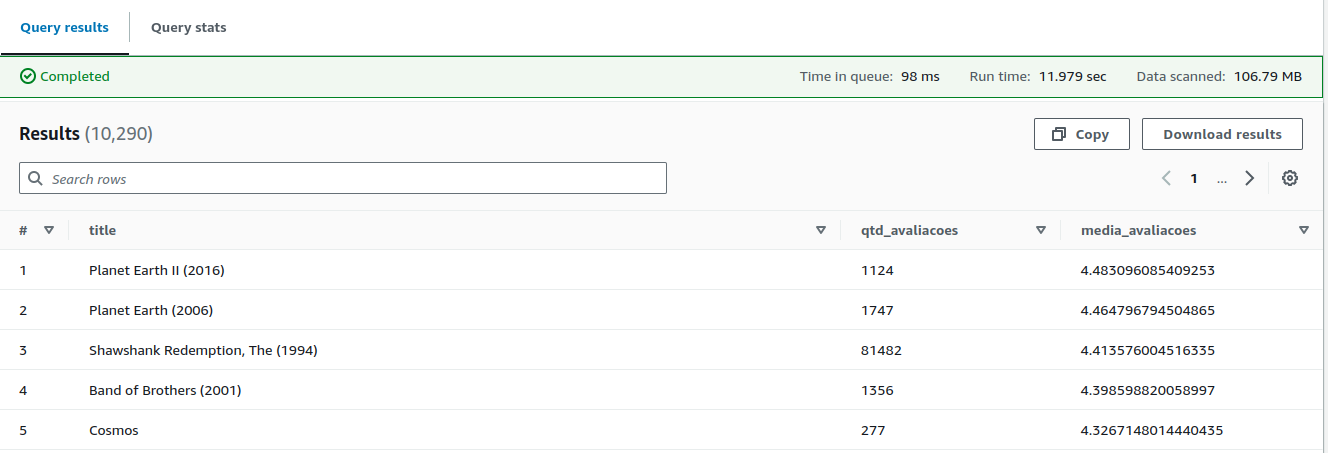 Query results Query stats
Completed Time in queue: 98 ms Run time: 11.979 sec Data scanned: 106.79 MB
Results (10,290) Copy Download results
Search rows 1 ...
# title qtd_avaliacoes media_avaliacoes
1 Planet Earth II (2016) 1124 4.483096085409253
2 Planet Earth (2006) 1747 4.464796794504865
3 Shawshank Redemption, The (1994) 81482 4.413576004516335
4 Band of Brothers (2001) 1356 4.398598820058997
5 Cosmos 277 4.3267148014440435